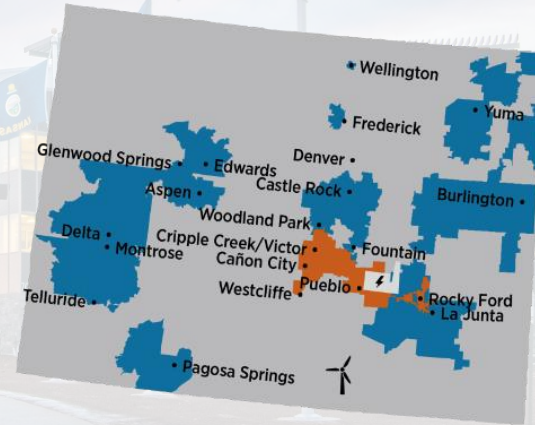 Wellington
Yuma
Frederick
Denver
Glenwood Springs
Edwards
Aspen
Castle Rock
Burlington
Woodland Park
Delta
Montrose
Cripple Creek/Victor
Fountain
Cañon City
Pueblo
Westcliffe
Telluride
Rocky Ford
La Junta
Pagosa Springs